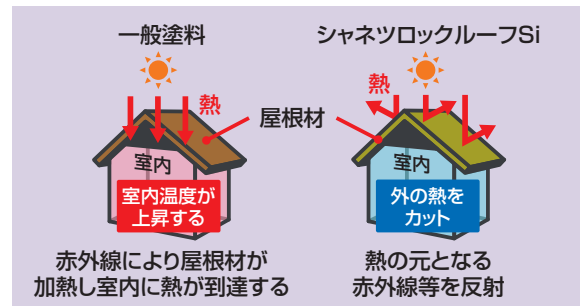 一般塗料
シャネツロックルーフSi
熱
熱
屋根材
室内
室内
室内温度が
上昇する
外の熱を
カット
赤外線により屋根材が
加熱し室内に熱が到達する
熱の元となる
赤外線等を反射